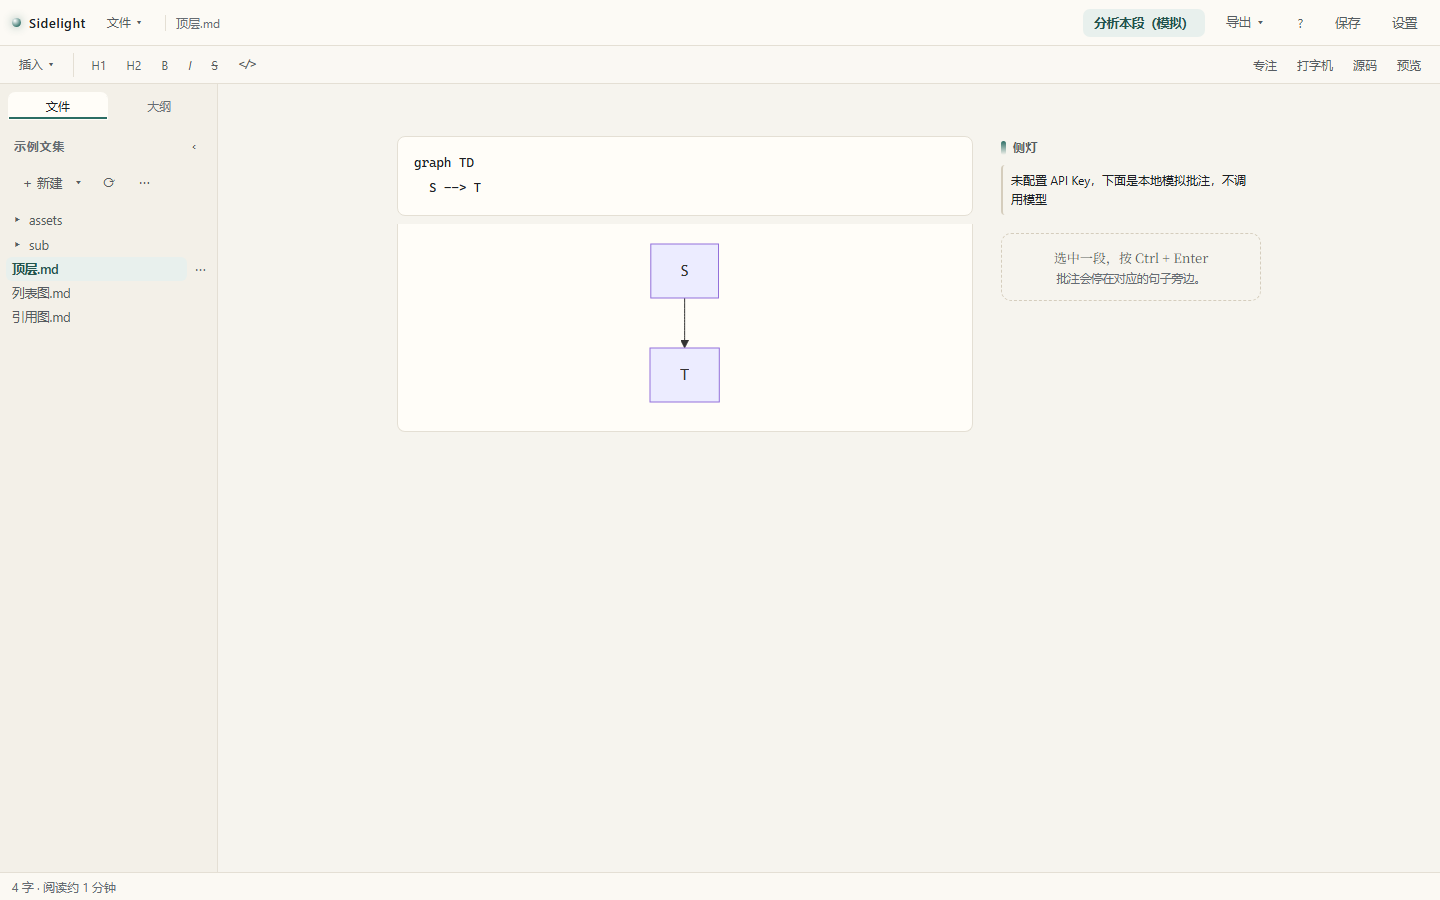 Sidelight 文件 顶层.md 分析本段（模拟） 导出 ? 保存 设置
插入 H1 H2 B I S </> 专注 打字机 源码 预览
文件 大纲
示例文集
+ 新建 ...
assets
sub
顶层.md ...
列表图.md
引用图.md
graph TD
S --> T
S
T
侧灯
未配置 API Key，下面是本地模拟批注，不调
用模型
选中一段，按 Ctrl + Enter
批注会停在对应的句子旁边。
4 字 · 阅读约 1 分钟